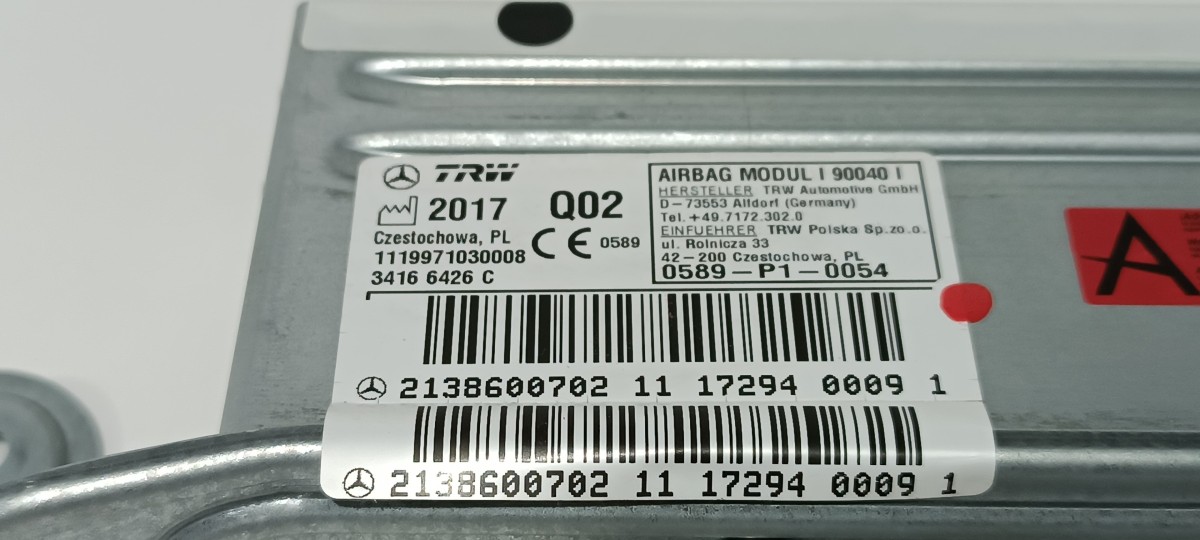 TRW
2017 Q02
Czestochowa, PL
CE 0589
1119971030008
3416 6426 C
AIRBAG MODUL I 90040 I
HERSTELLER TRW Automotive GmbH
D-73553 Alfdorf (Germany)
Tel. +49.7172.302.0
EINFUEHRER TRW Polska Sp.zo.o.
ul. Rolnicza 33
42-200 Czestochowa, PL
0589-P1-0054
2138600702 11 17294 0009 1
2138600702 11 17294 0009 1
A